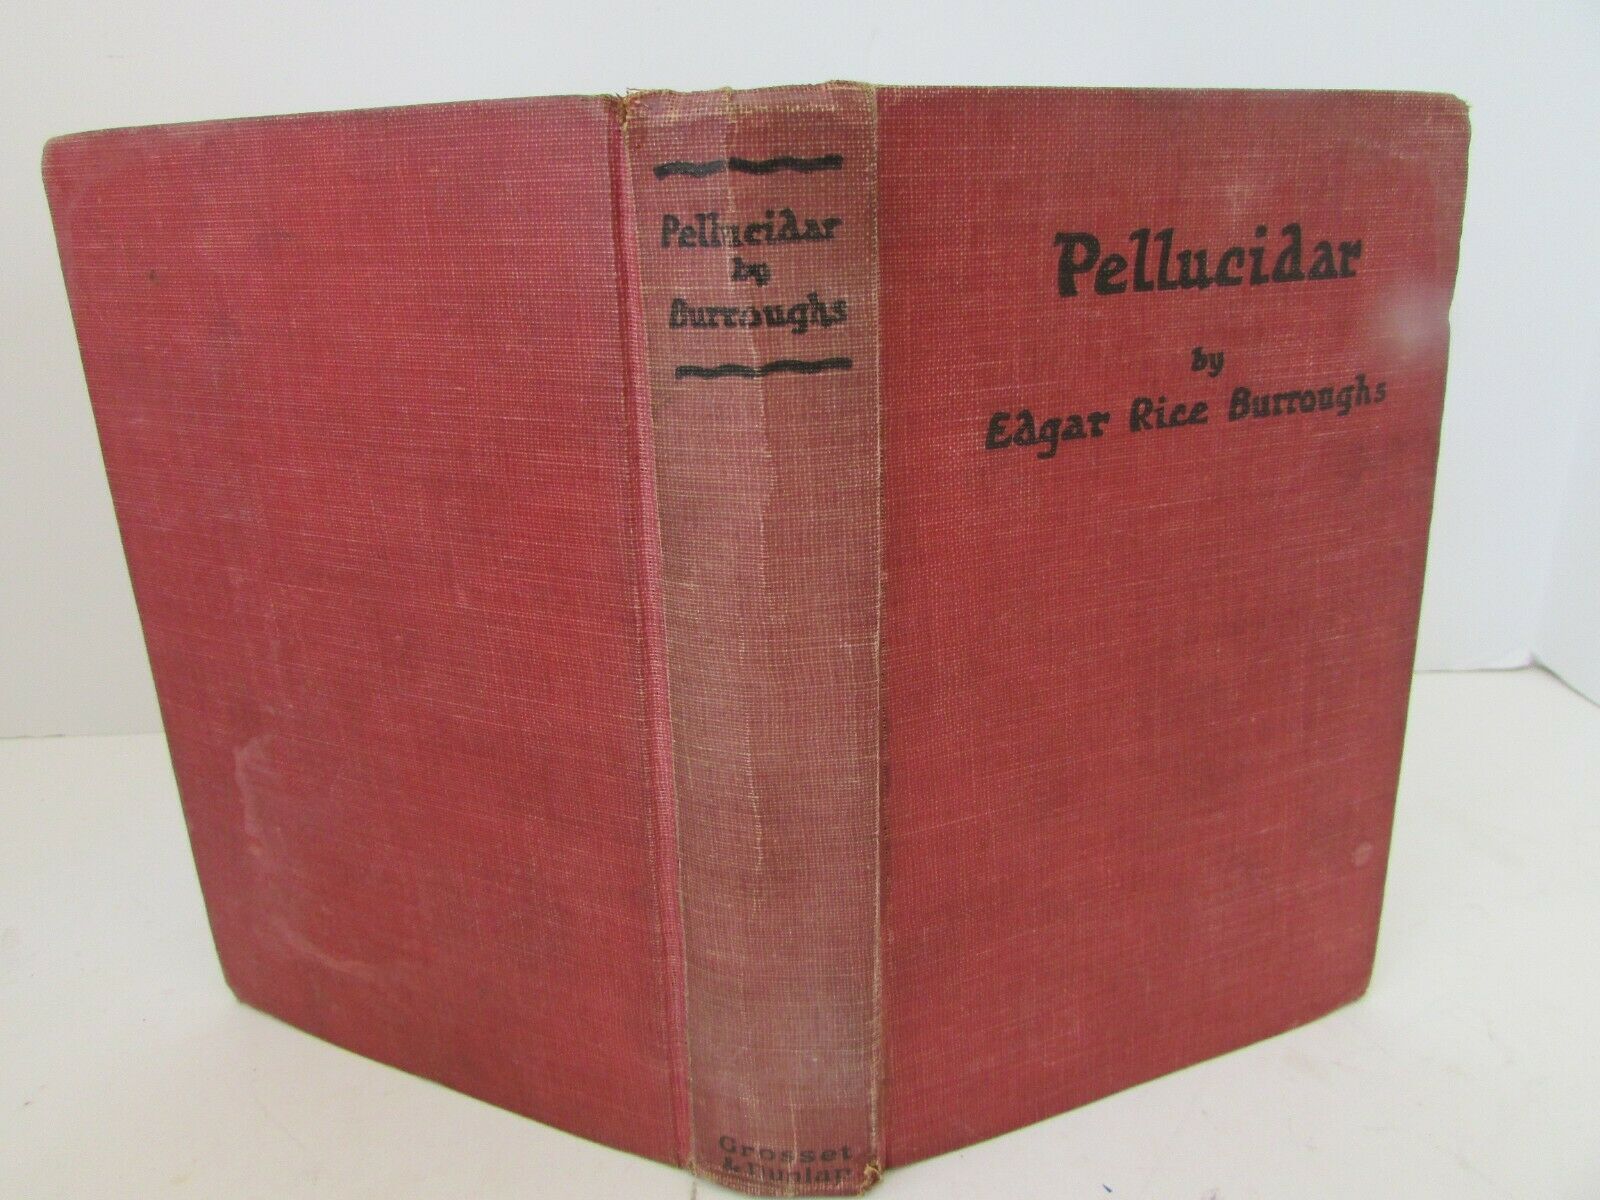 Pellucidar
by
Burroughs
Grosset
& Dunlap
Pellucidar
by
Edgar Rice Burroughs